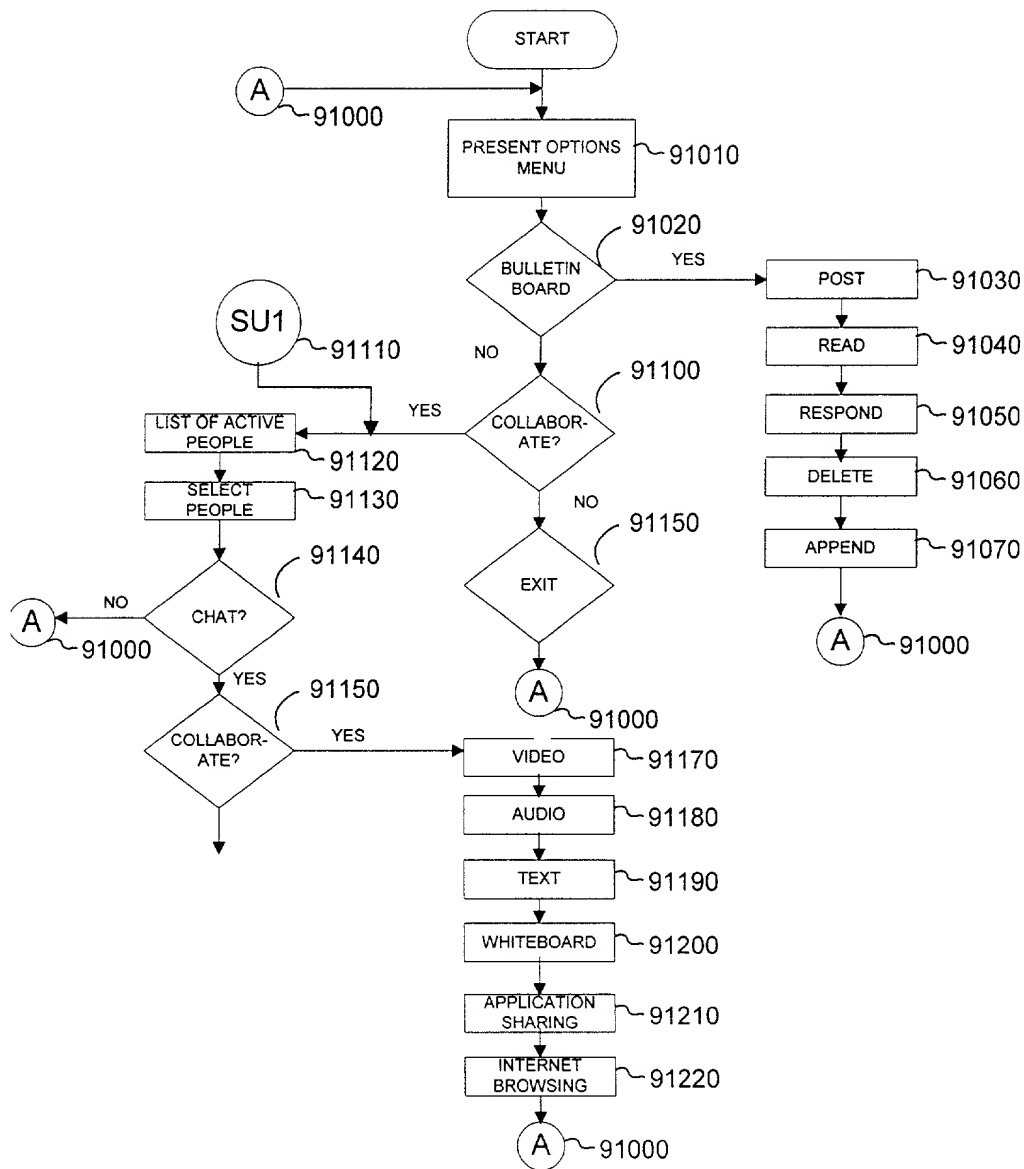 START
A
91000
PRESENT OPTIONS
MENU
91010
91020
BULLETIN
BOARD
YES
POST
91030
SU1
91110
NO
READ
91040
91100
YES
COLLABOR-
ATE?
RESPOND
91050
LIST OF ACTIVE
PEOPLE
91120
DELETE
91060
SELECT
PEOPLE
91130
NO
91150
APPEND
91070
91140
EXIT
NO
CHAT?
A
91000
A
91000
YES
91150
A
91000
COLLABOR-
ATE?
YES
VIDEO
91170
AUDIO
91180
TEXT
91190
WHITEBOARD
91200
APPLICATION
SHARING
91210
INTERNET
BROWSING
91220
A
91000